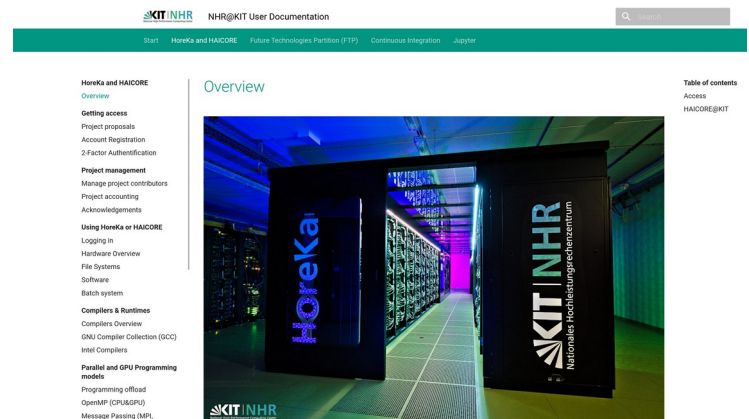 KIT NHR
NHR@KIT User Documentation
Search
Start HoreKa and HAICORE Future Technologies Partition (FTP) Continuous Integration Jupyter
HoreKa and HAICORE
Overview
Getting access
Project proposals
Account Registration
2-Factor Authentification
Project management
Manage project contributors
Project accounting
Acknowledgements
Using HoreKa or HAICORE
Logging in
Hardware Overview
File Systems
Software
Batch system
Compilers & Runtimes
Compilers Overview
GNU Compiler Collection (GCC)
Intel Compilers
Parallel and GPU Programming
models
Programming offload
OpenMP (CPU&GPU)
Message Passing (MPI,
Overview
HoreKa
KIT | NHR
Nationales Hochleistungsrechenzentrum
KIT | NHR
Table of contents
Access
HAICORE@KIT